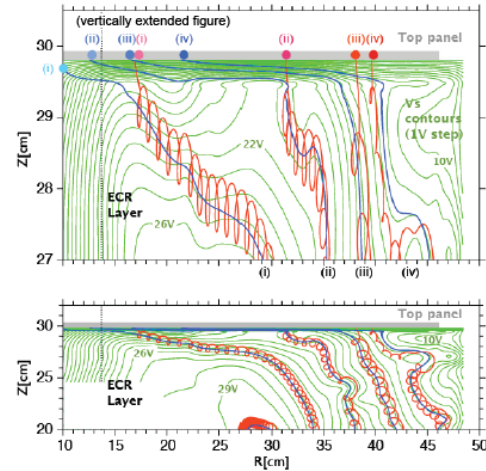 (vertically extended figure)
(ii) (iii) (i) (iv) (ii) (iii) (iv)
Top panel
(i)
30
29
28
27
Z[cm]
Vs
contours
(1V step)
22V
10V
26V
ECR
Layer
(i) (ii) (iii) (iv)
Top panel
30
25
20
Z[cm]
26V
10V
29V
ECR
Layer
10 15 20 25 30 35 40 45 50
R[cm]